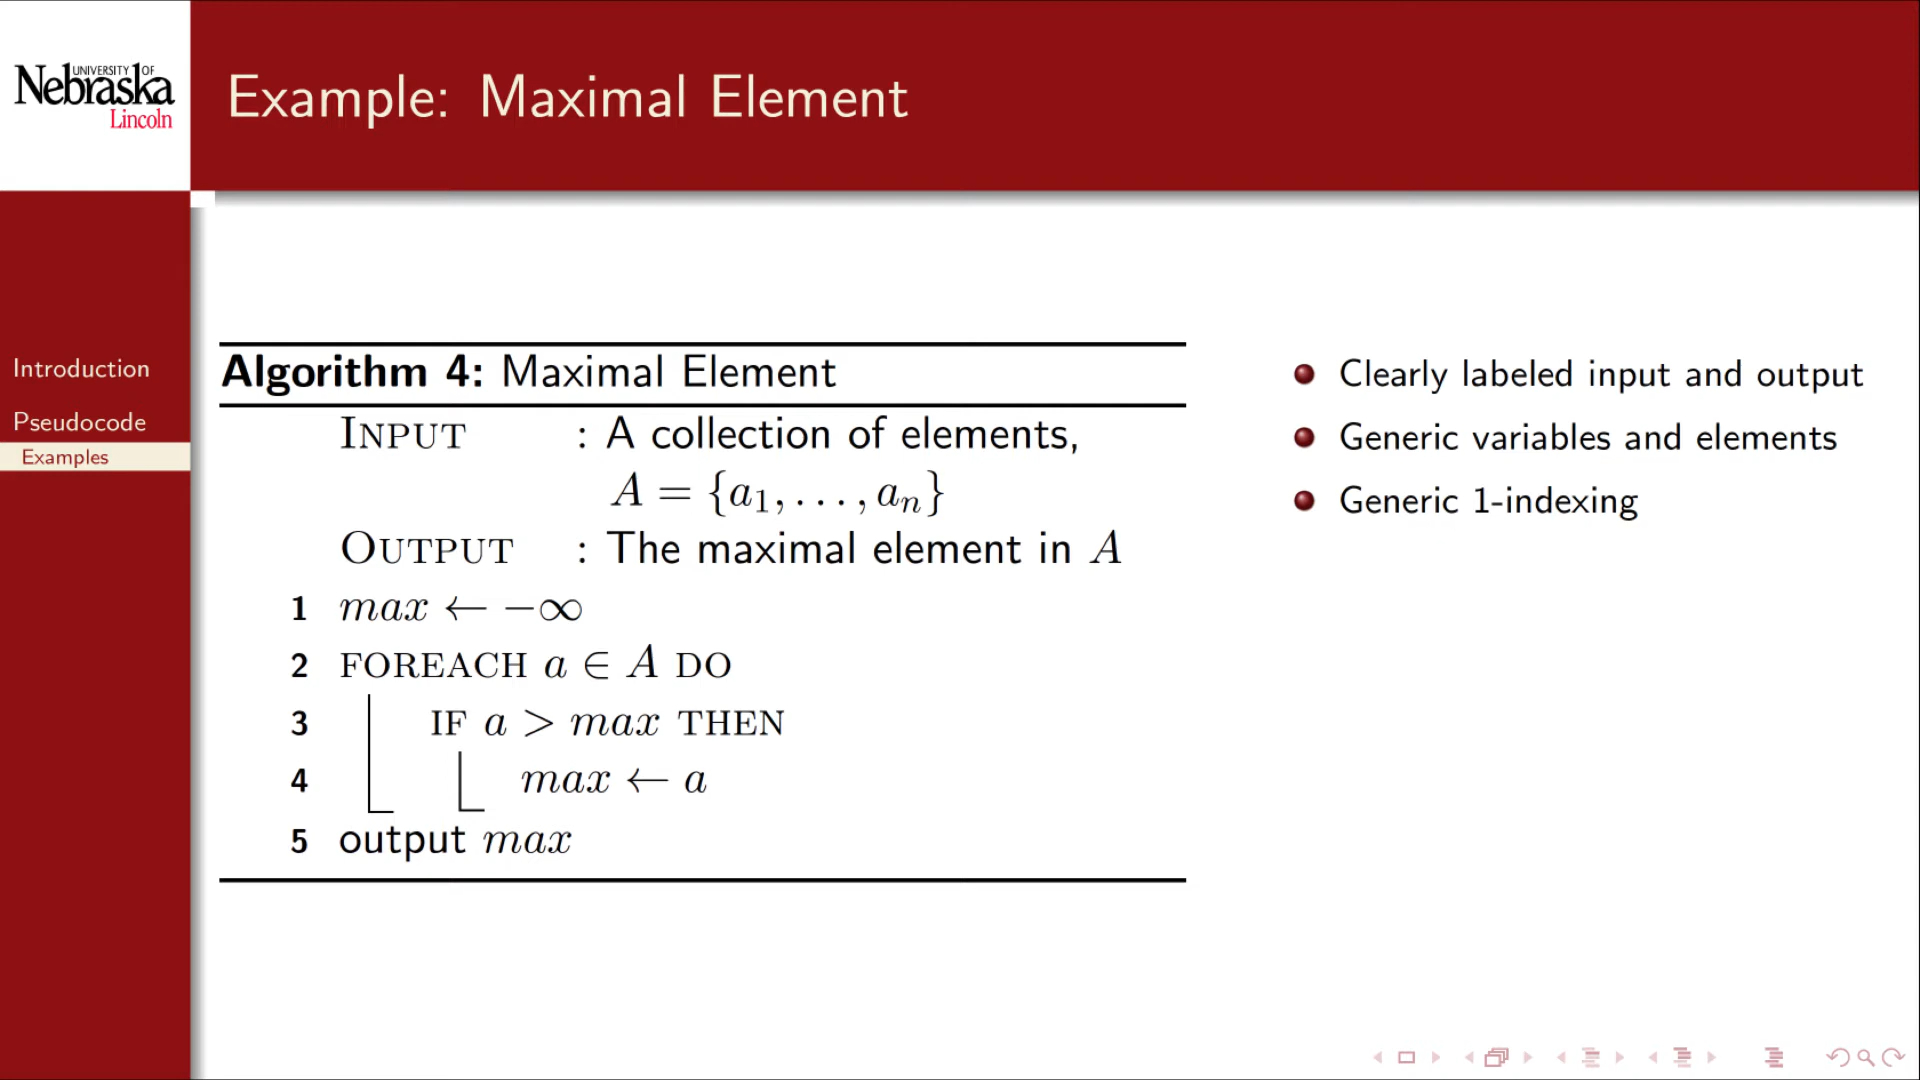 UNIVERSITY OF
Nebraska
Lincoln
Example: Maximal Element
Introduction
Pseudocode
Examples
Algorithm 4: Maximal Element
INPUT : A collection of elements,
A = {a₁, . . . , aₙ}
OUTPUT : The maximal element in A
1 max ← −∞
2 FOREACH a ∈ A DO
3 IF a > max THEN
4 max ← a
5 output max
Clearly labeled input and output
Generic variables and elements
Generic 1-indexing